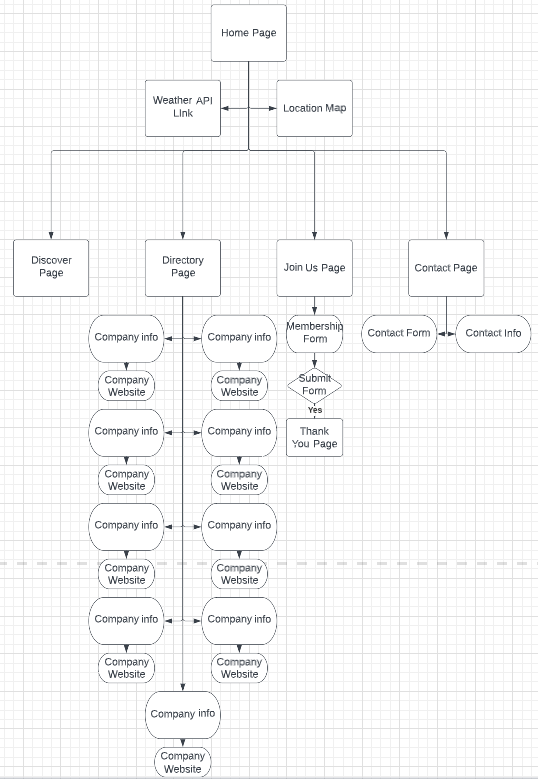 Home Page
Weather API
LInk
Location Map
Discover
Page
Directory
Page
Join Us Page
Contact Page
Company info
Company info
Membership
Form
Contact Form
Contact Info
Company
Website
Company
Website
Submit
Form
Yes
Thank
You Page
Company info
Company info
Company
Website
Company
Website
Company info
Company info
Company
Website
Company
Website
Company info
Company info
Company
Website
Company
Website
Company info
Company
Website